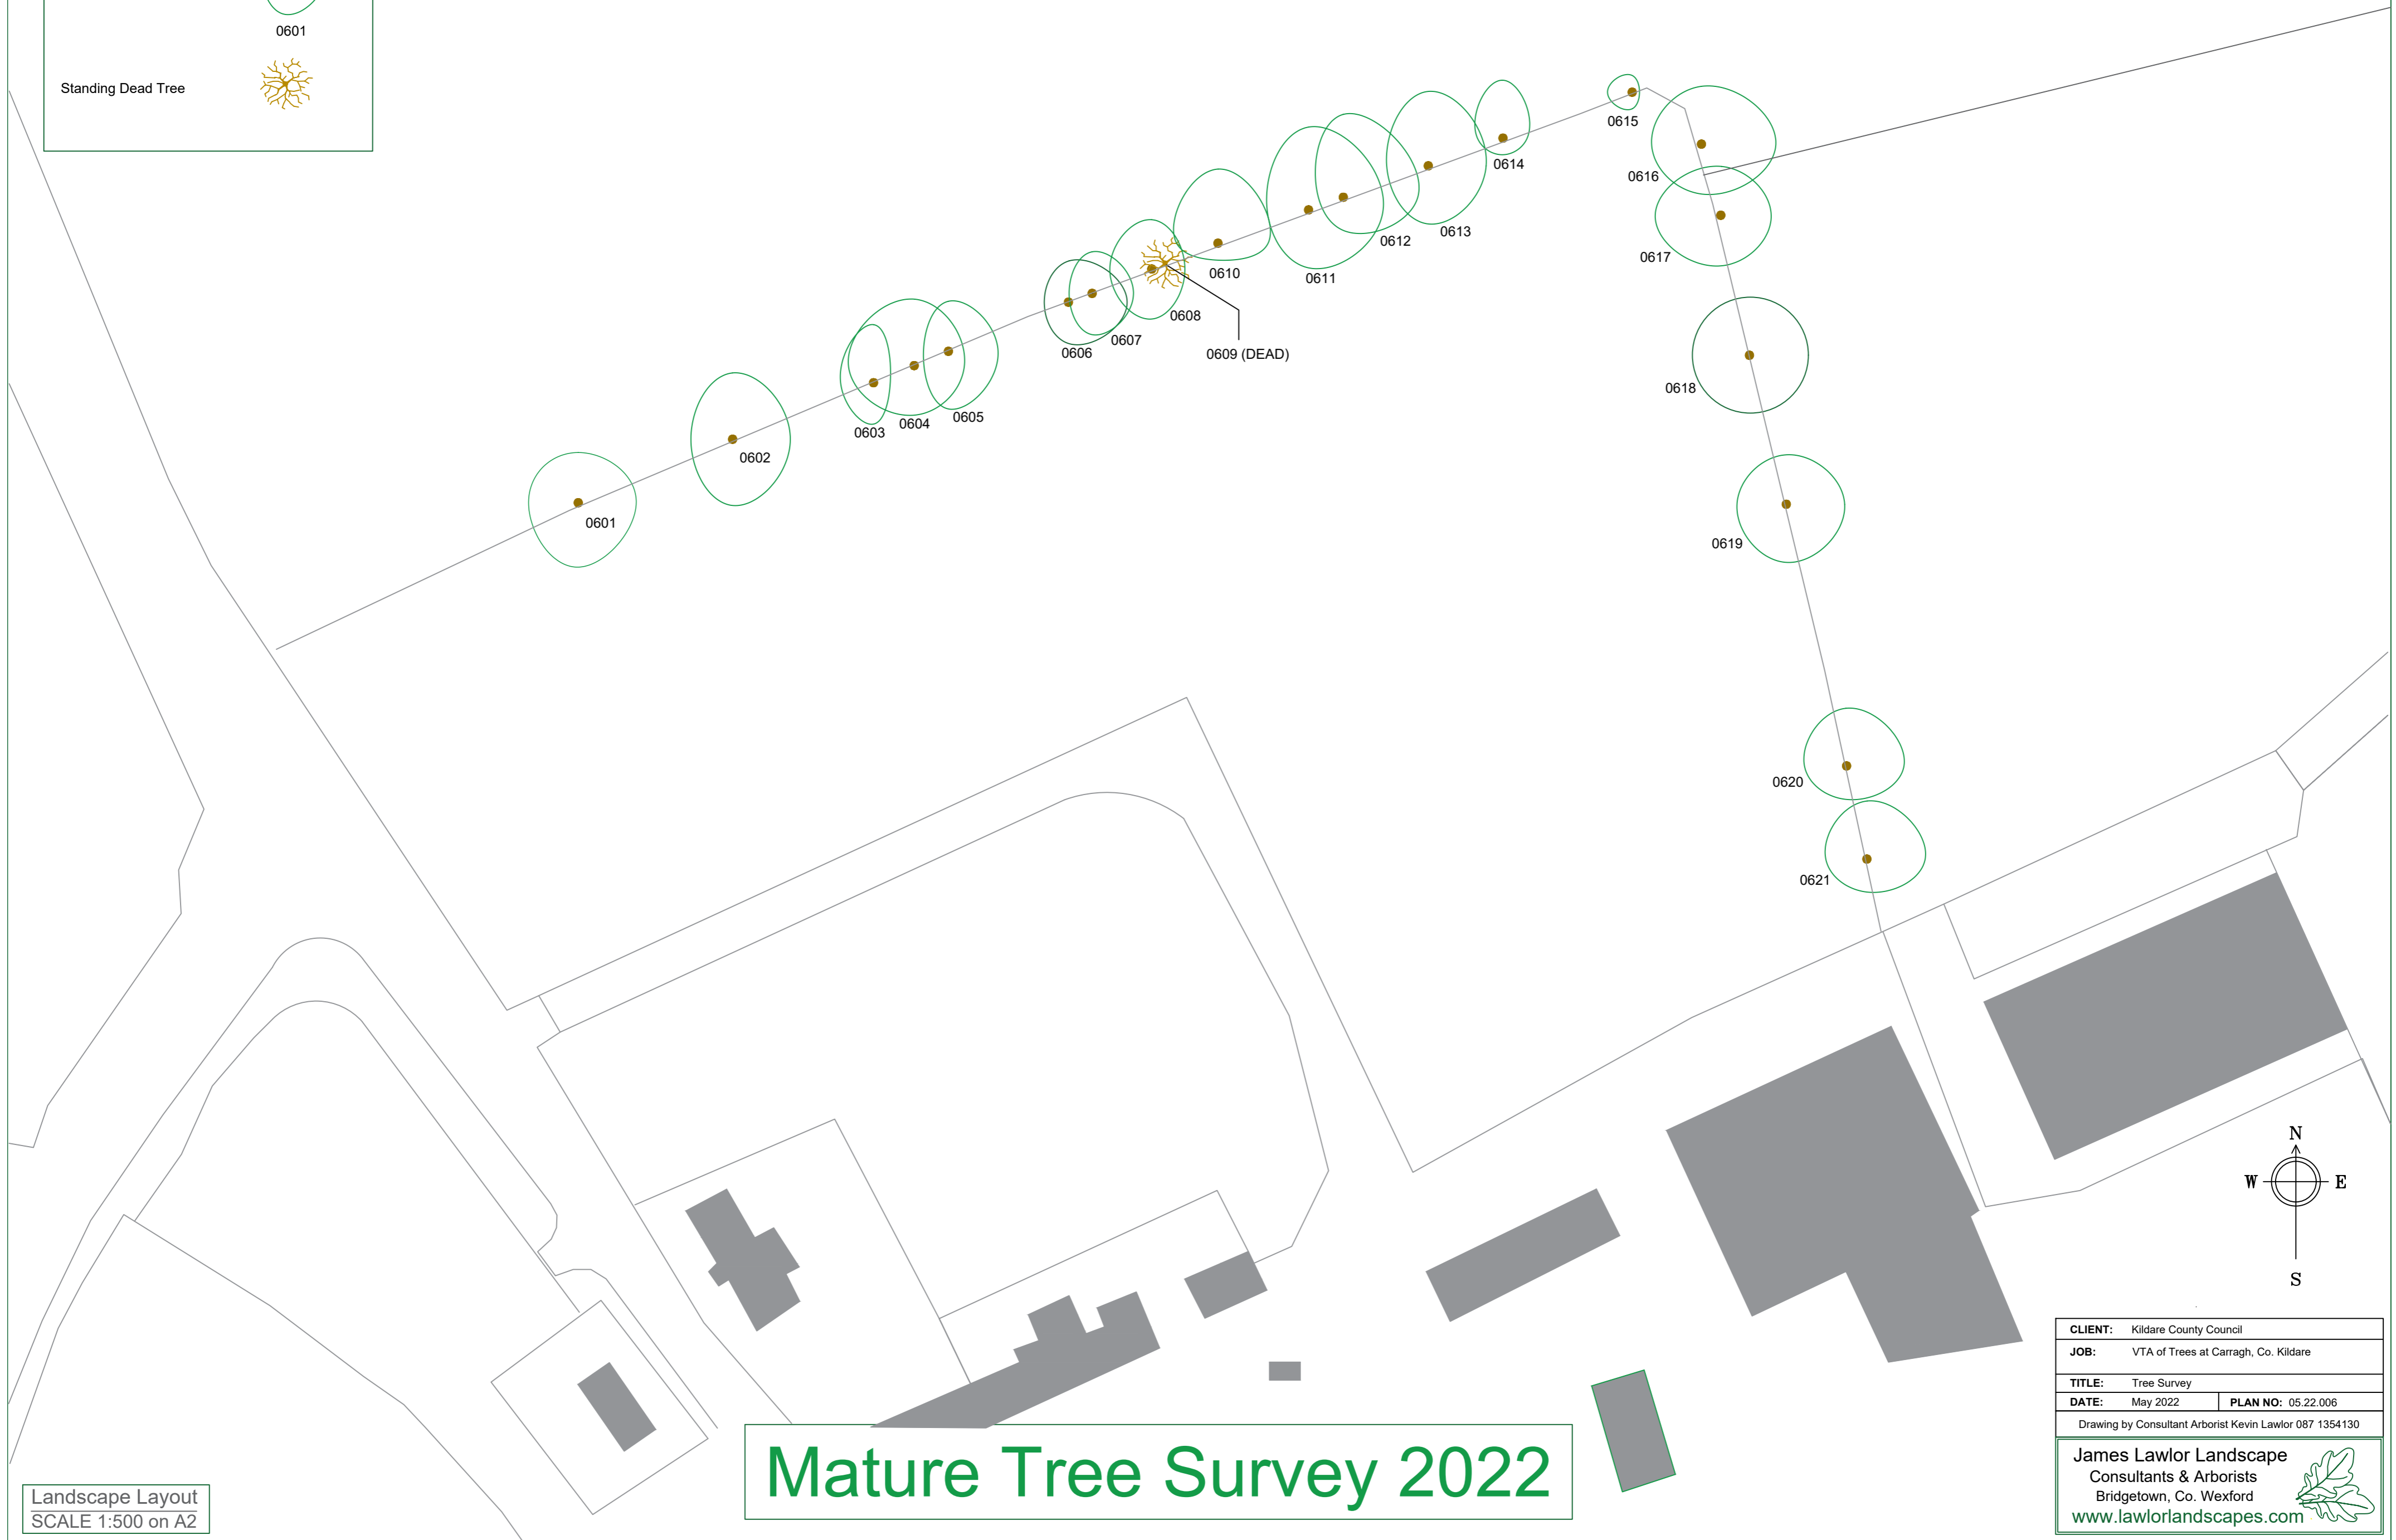 0601
Standing Dead Tree
0615
0614
0616
0613
0612
0617
0610
0611
0608
0607
0606
0609 (DEAD)
0618
0605
0604
0603
0602
0601
0619
0620
0621
N
W E
S
CLIENT: Kildare County Council
JOB: VTA of Trees at Carragh, Co. Kildare
TITLE: Tree Survey
DATE: May 2022 PLAN NO: 05.22.006
Drawing by Consultant Arborist Kevin Lawlor 087 1354130
James Lawlor Landscape
Consultants & Arborists
Bridgetown, Co. Wexford
www.lawlorlandscapes.com
Mature Tree Survey 2022
Landscape Layout
SCALE 1:500 on A2